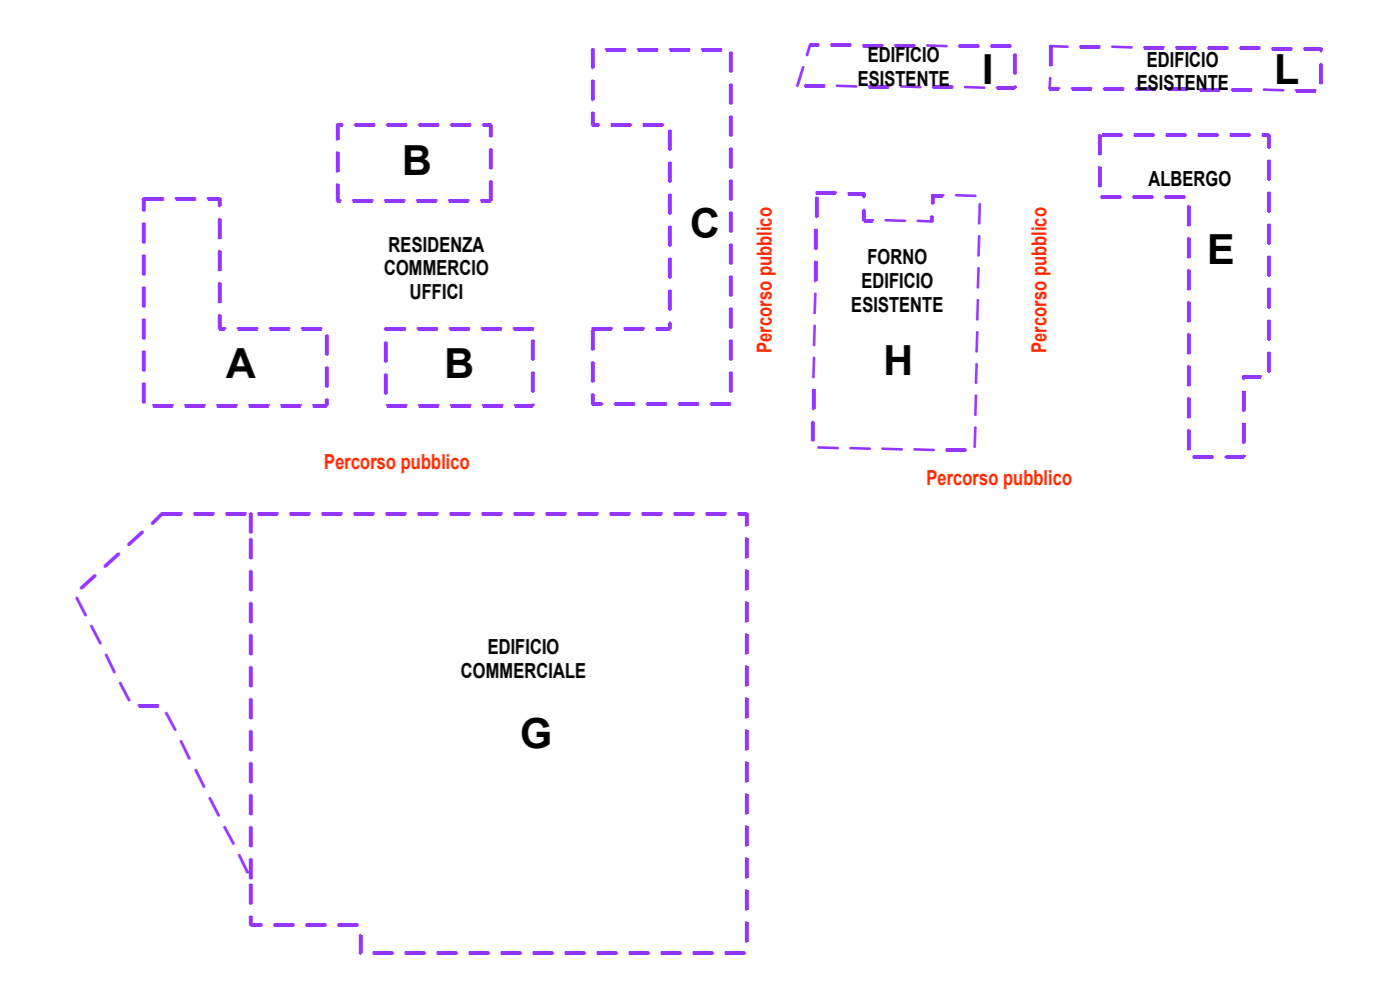 EDIFICIO
ESISTENTE
I
EDIFICIO
ESISTENTE
L
B
ALBERGO
E
C
RESIDENZA
COMMERCIO
UFFICI
Percorso pubblico
FORNO
EDIFICIO
ESISTENTE
H
Percorso pubblico
A
B
Percorso pubblico
Percorso pubblico
EDIFICIO
COMMERCIALE
G